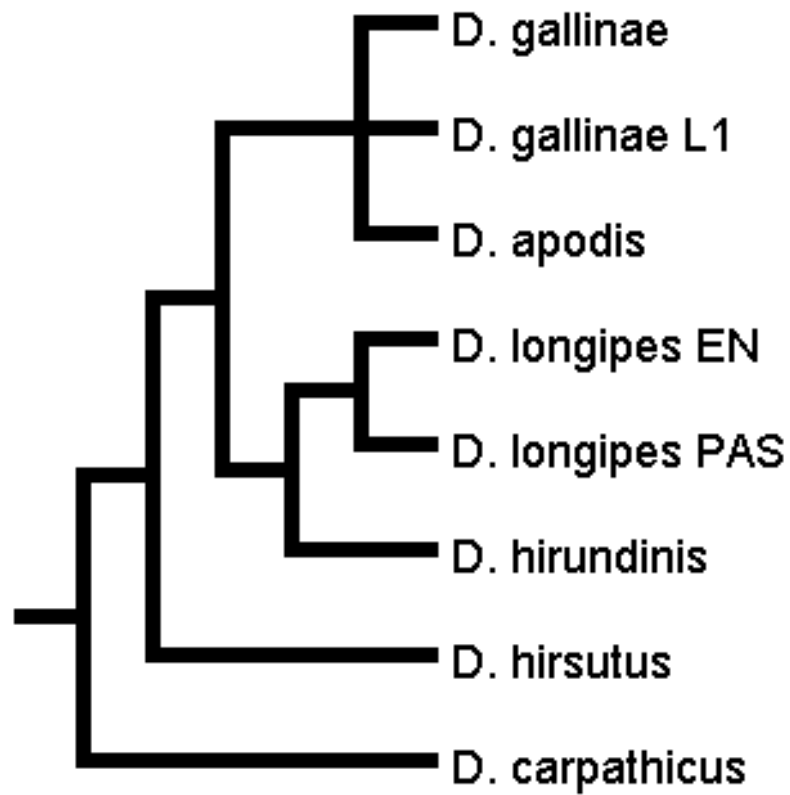 D. gallinae
D. gallinae L1
D. apodis
D. longipes EN
D. longipes PAS
D. hirundinis
D. hirsutus
D. carpathicus